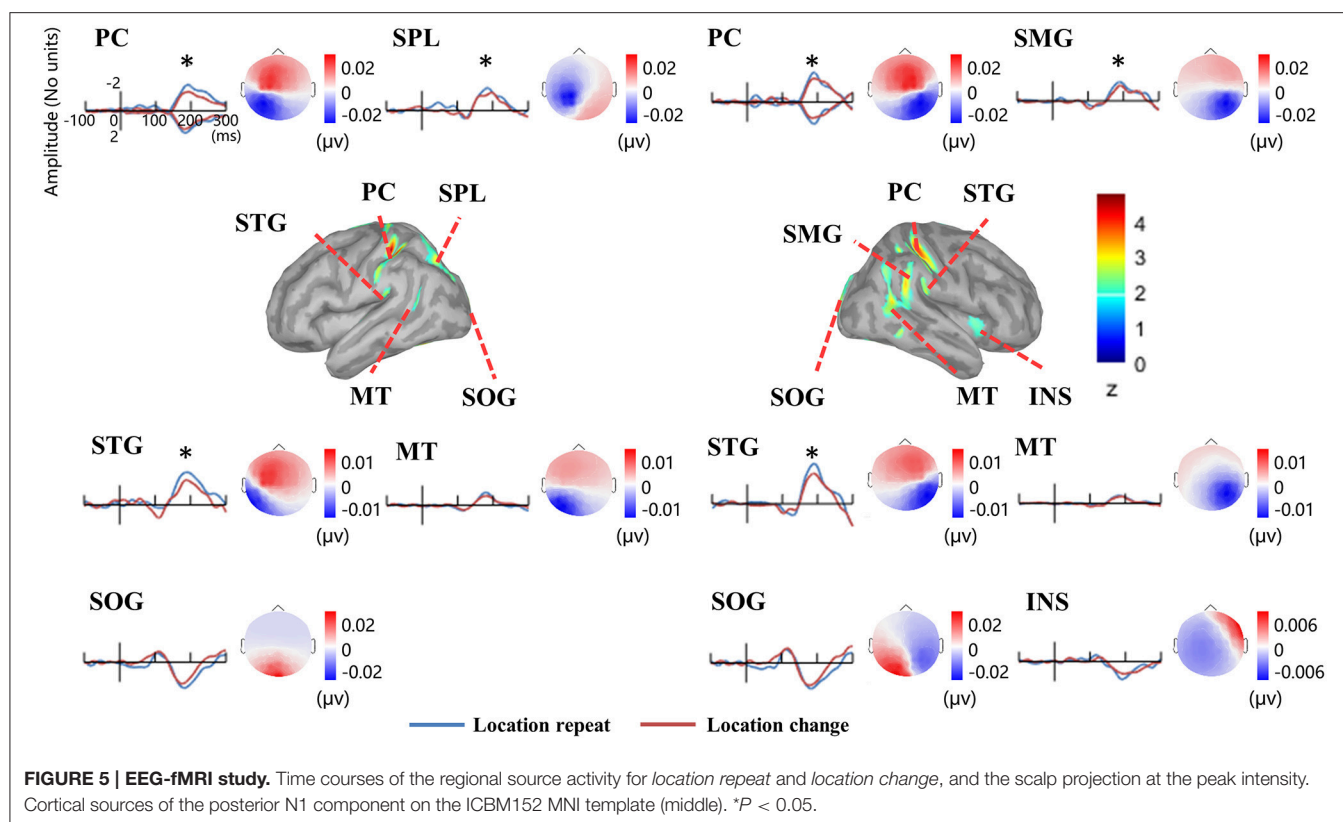 PC * SPL * PC * SMG *
Amplitude (No units)
-2
-100 100 200 300
(ms)
2
0.02
0
-0.02
(μv)
0.02
0
-0.02
(μv)
0.02
0
-0.02
(μv)
0.02
0
-0.02
(μv)
PC SPL
STG
MT SOG
PC STG
SMG
SOG MT INS
4
3
2
1
0
z
STG * MT STG * MT
0.01
0
-0.01
(μv)
0.01
0
-0.01
(μv)
0.01
0
-0.01
(μv)
0.01
0
-0.01
(μv)
SOG SOG INS
0.02
0
-0.02
(μv)
0.02
0
-0.02
(μv)
0.006
0
-0.006
(μv)
Location repeat Location change
FIGURE 5 | EEG-fMRI study. Time courses of the regional source activity for location repeat and location change, and the scalp projection at the peak intensity.
Cortical sources of the posterior N1 component on the ICBM152 MNI template (middle). *P < 0.05.